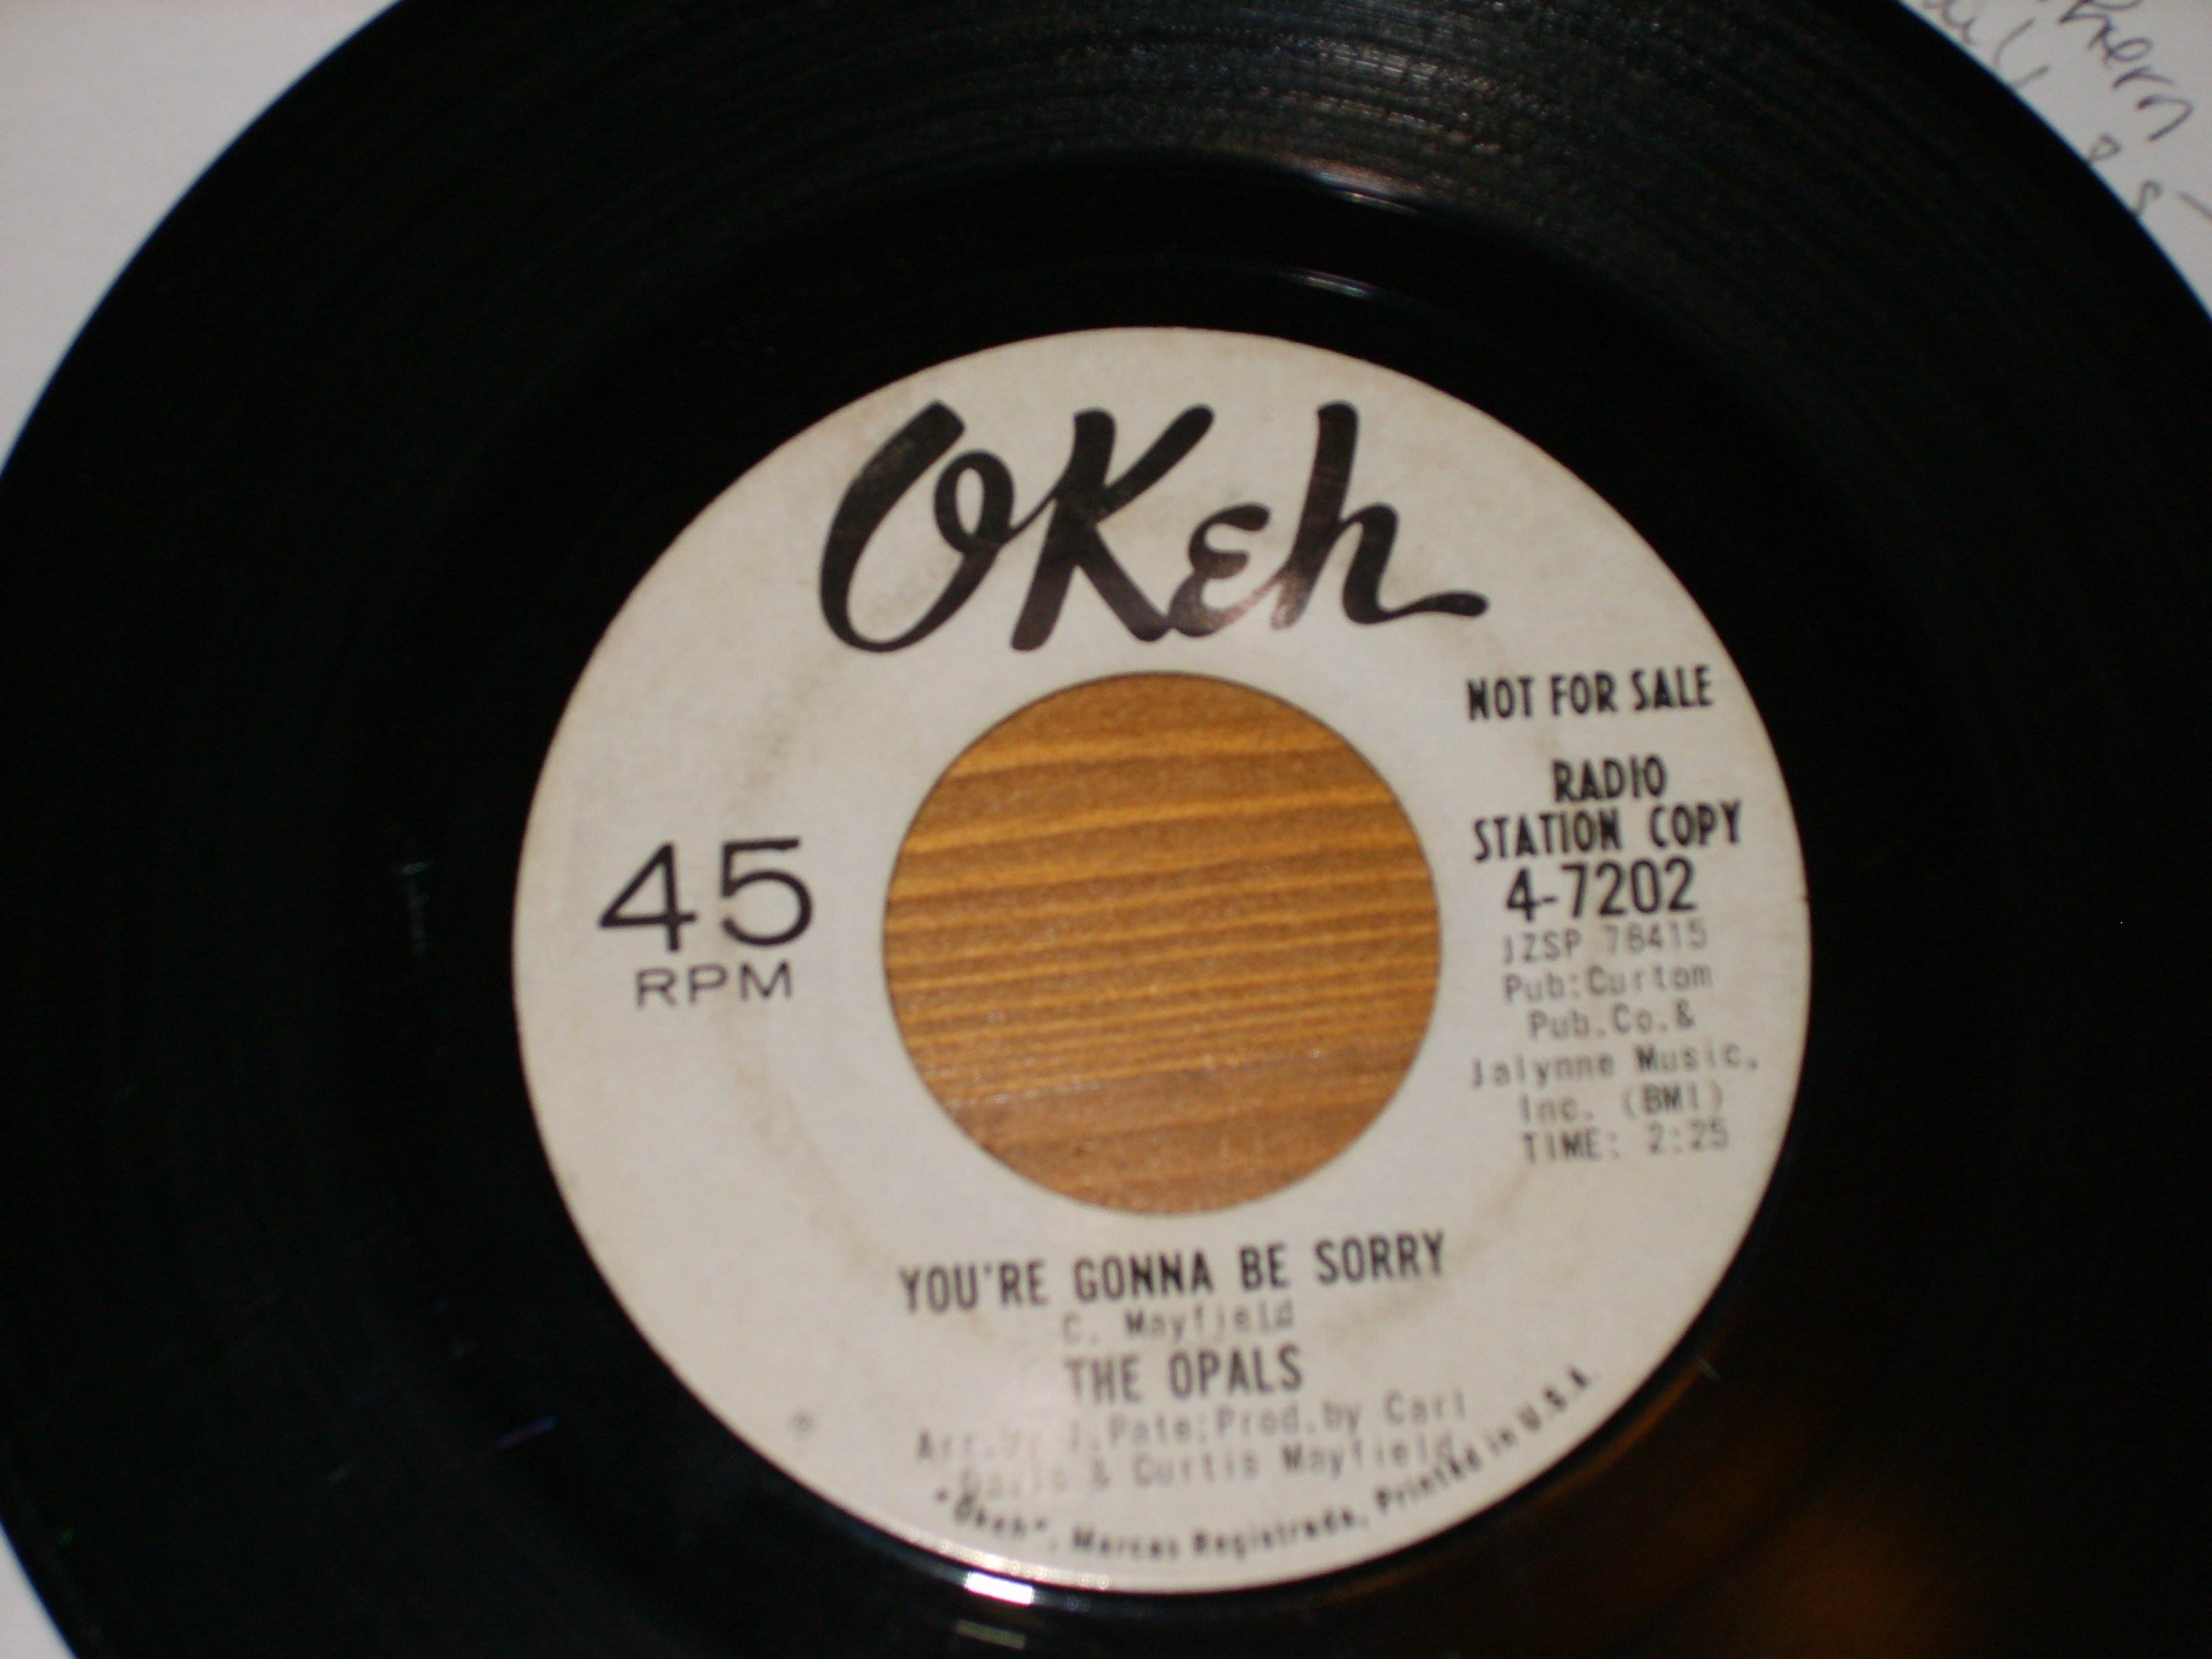 OKeh
NOT FOR SALE
RADIO
STATION COPY
4-7202
JZSP 78415
Pub:Curtom
Pub.Co.&
Jalynne Music,
Inc. (BMI)
TIME: 2:25
45
RPM
YOU'RE GONNA BE SORRY
C. Mayfield
THE OPALS
Arr.by J.Pate;Prod.by Carl
Davis & Curtis Mayfield
"Okeh", Marcas Registrada, Printed in U.S.A.